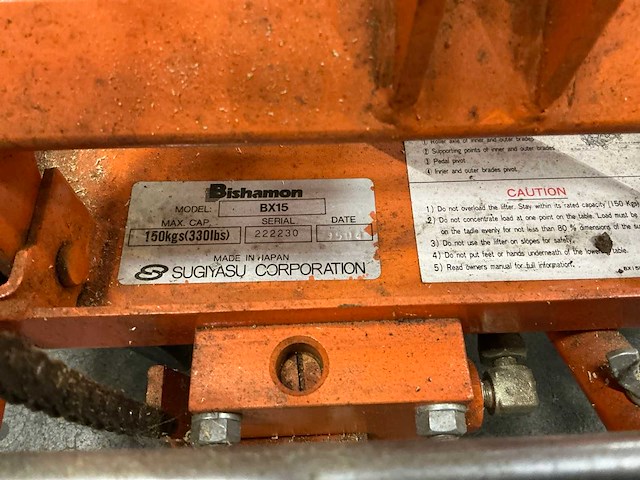 Bishamon
MODEL BX15
MAX. CAP. SERIAL DATE
150kgs(330lbs) 222230
MADE IN JAPAN
SUGIYASU CORPORATION
① Roller axle of inner and outer blades
② Supporting points of inner and outer blades
③ Pedal pivot
④ Inner and outer blades pivot.
CAUTION
1) Do not overload the lifter. Stay within its rated capacity (150 Kgs
2) Do not concentrate load at one point on the table. Load must be
on the table evenly for not less than 80 % dimensions of the
3) Do not use the lifter on slopes for safety.
4) Do not put feet or hands underneath of the lowering table.
5) Read owners manual for full information.